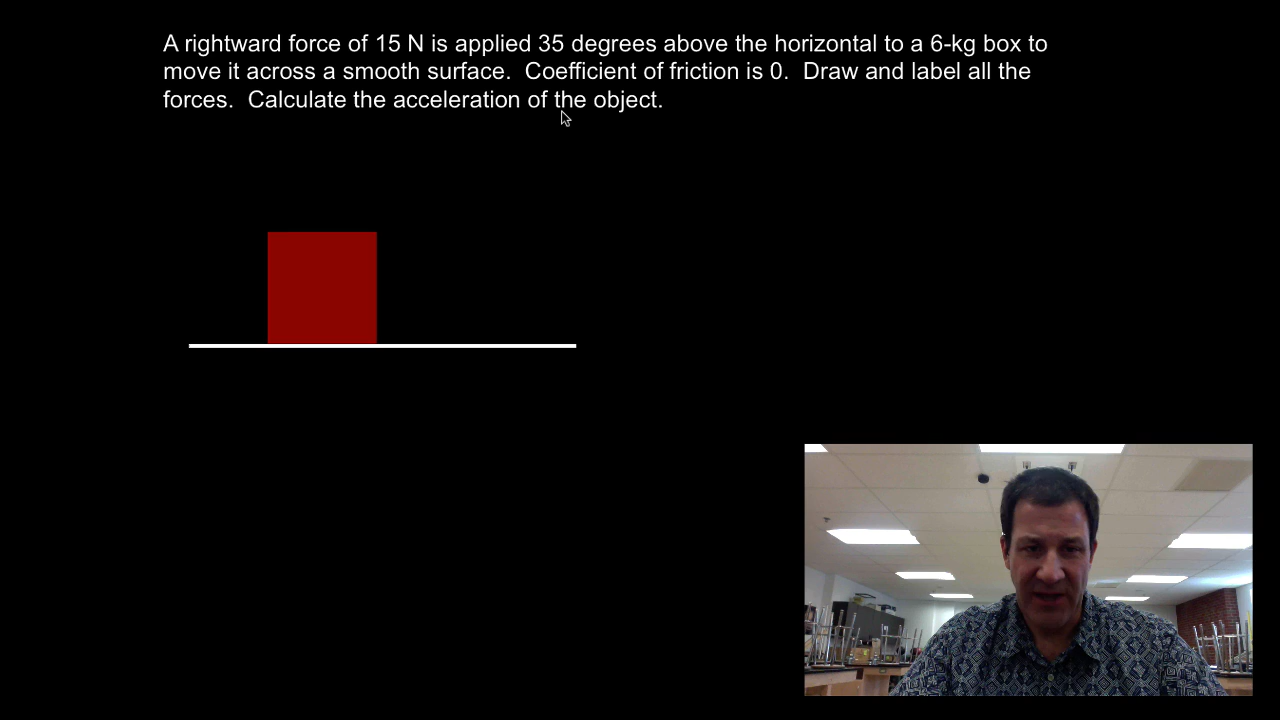 A rightward force of 15 N is applied 35 degrees above the horizontal to a 6-kg box to
move it across a smooth surface.  Coefficient of friction is 0.  Draw and label all the
forces.  Calculate the acceleration of the object.